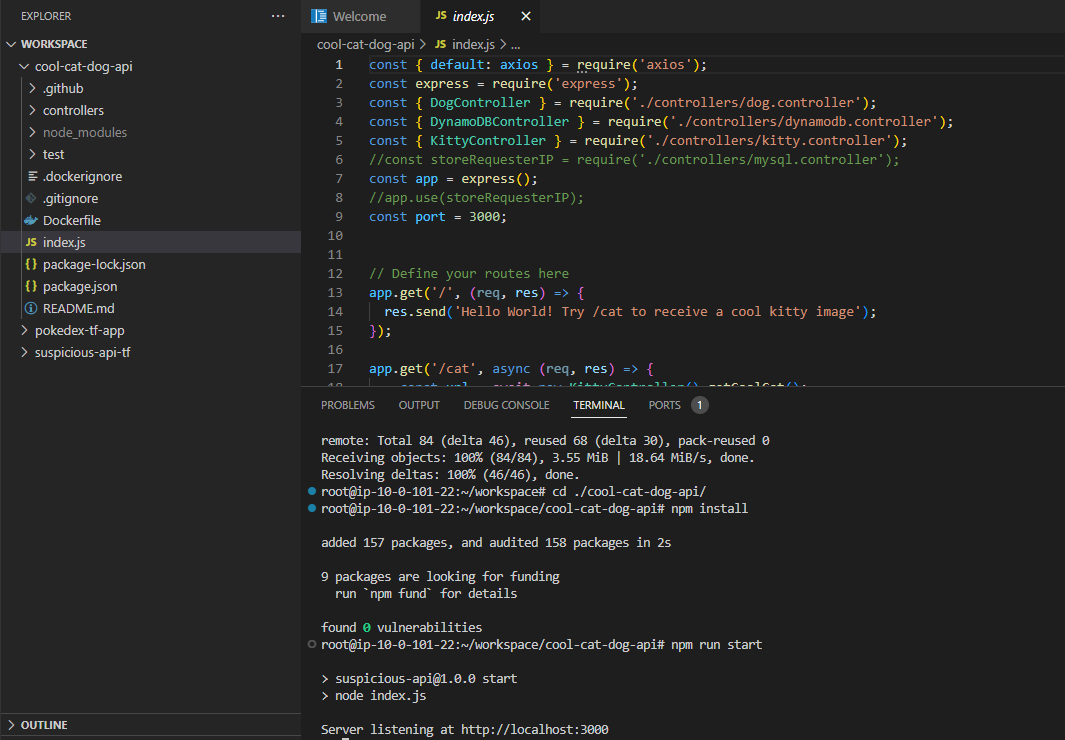 EXPLORER
WORKSPACE
cool-cat-dog-api
.github
controllers
node_modules
test
.dockerignore
.gitignore
Dockerfile
JS index.js
{} package-lock.json
{} package.json
README.md
pokedex-tf-app
suspicious-api-tf
OUTLINE
Welcome
JS index.js
cool-cat-dog-api > JS index.js > ...
1 const { default: axios } = require('axios');
2 const express = require('express');
3 const { DogController } = require('./controllers/dog.controller');
4 const { DynamoDBController } = require('./controllers/dynamodb.controller');
5 const { KittyController } = require('./controllers/kitty.controller');
6 //const storeRequesterIP = require('./controllers/mysql.controller');
7 const app = express();
8 //app.use(storeRequesterIP);
9 const port = 3000;
10
11
12 // Define your routes here
13 app.get('/', (req, res) => {
14 res.send('Hello World! Try /cat to receive a cool kitty image');
15 });
16
17 app.get('/cat', async (req, res) => {
18 const url = await new KittyController().getCoolCat();
PROBLEMS OUTPUT DEBUG CONSOLE TERMINAL PORTS 1
remote: Total 84 (delta 46), reused 68 (delta 30), pack-reused 0
Receiving objects: 100% (84/84), 3.55 MiB | 18.64 MiB/s, done.
Resolving deltas: 100% (46/46), done.
root@ip-10-0-101-22:~/workspace# cd ./cool-cat-dog-api/
root@ip-10-0-101-22:~/workspace/cool-cat-dog-api# npm install
added 157 packages, and audited 158 packages in 2s
9 packages are looking for funding
run `npm fund` for details
found 0 vulnerabilities
root@ip-10-0-101-22:~/workspace/cool-cat-dog-api# npm run start
> suspicious-api@1.0.0 start
> node index.js
Server listening at http://localhost:3000